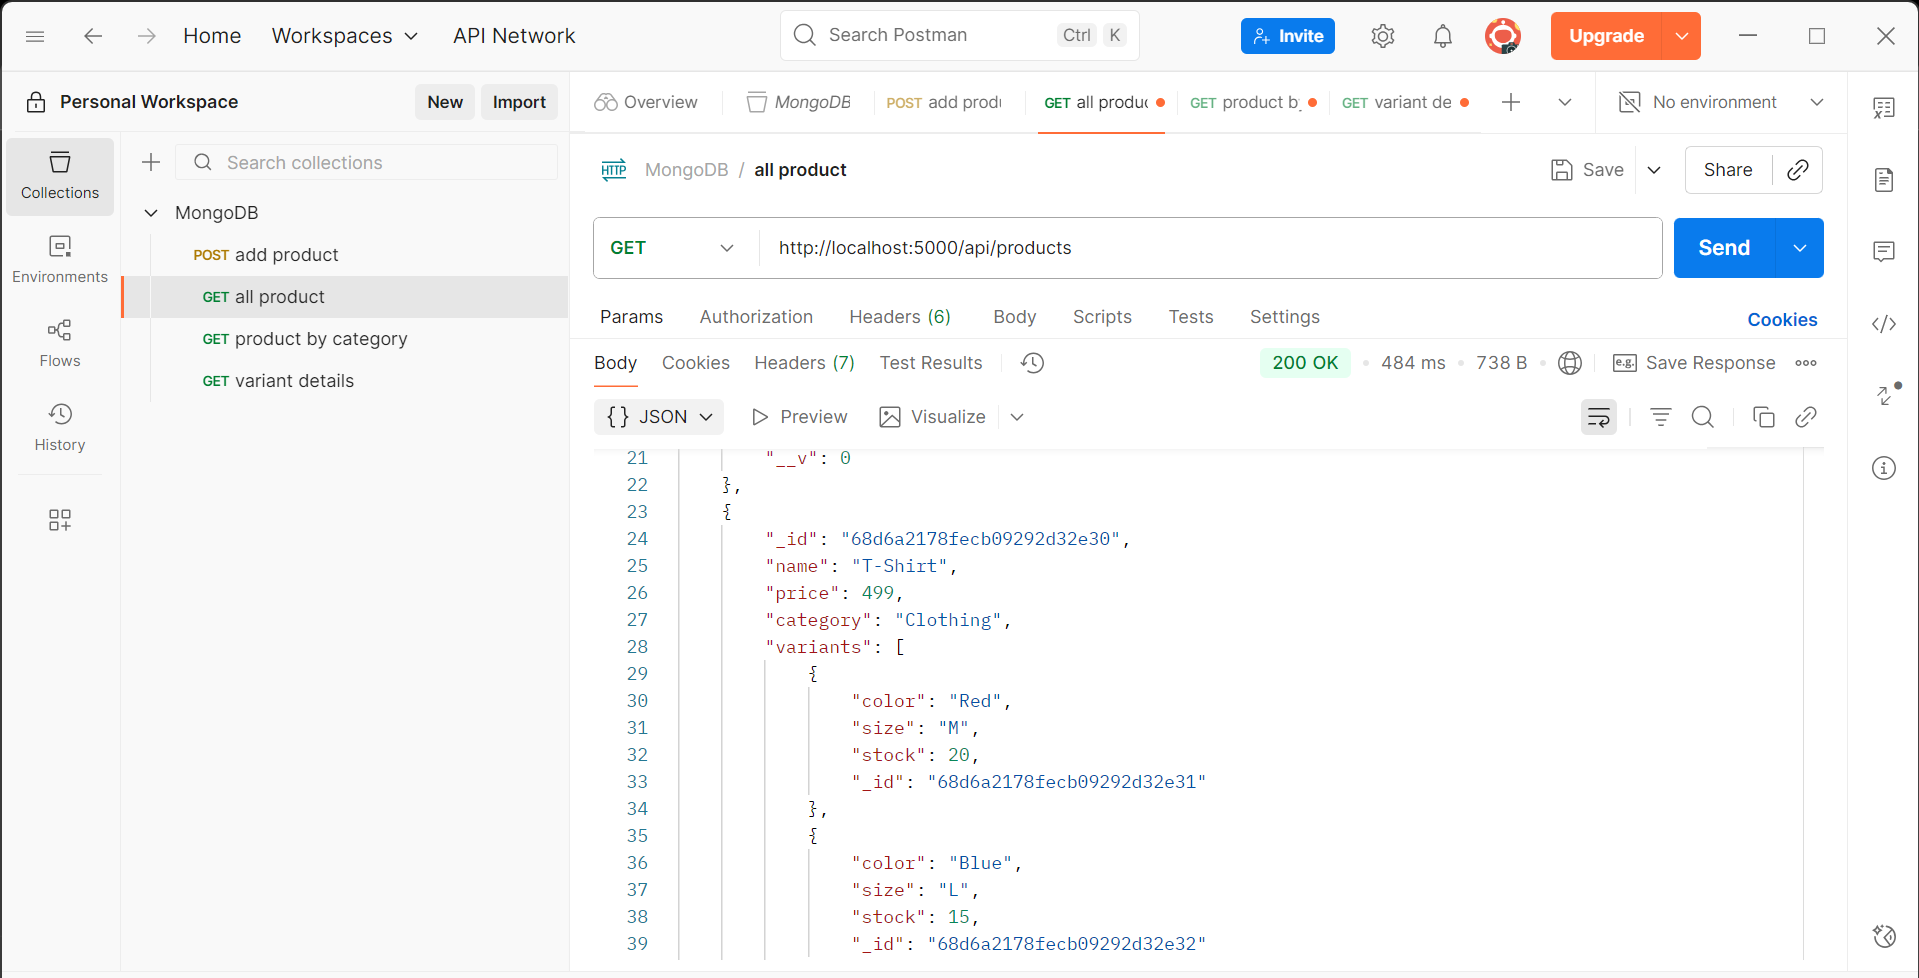 Home
Workspaces
API Network
Search Postman
Ctrl K
Invite
Upgrade
Personal Workspace
New
Import
Overview
MongoDB
POST add produ
GET all produc
GET product b
GET variant de
No environment
Collections
Environments
Flows
History
Search collections
MongoDB
POST add product
GET all product
GET product by category
GET variant details
HTTP MongoDB / all product
Save
Share
GET
http://localhost:5000/api/products
Send
Params
Authorization
Headers (6)
Body
Scripts
Tests
Settings
Cookies
Body
Cookies
Headers (7)
Test Results
200 OK
484 ms
738 B
e.g. Save Response
{} JSON
Preview
Visualize
21 "__v": 0
22 },
23 {
24 "_id": "68d6a2178fecb09292d32e30",
25 "name": "T-Shirt",
26 "price": 499,
27 "category": "Clothing",
28 "variants": [
29 {
30 "color": "Red",
31 "size": "M",
32 "stock": 20,
33 "_id": "68d6a2178fecb09292d32e31"
34 },
35 {
36 "color": "Blue",
37 "size": "L",
38 "stock": 15,
39 "_id": "68d6a2178fecb09292d32e32"